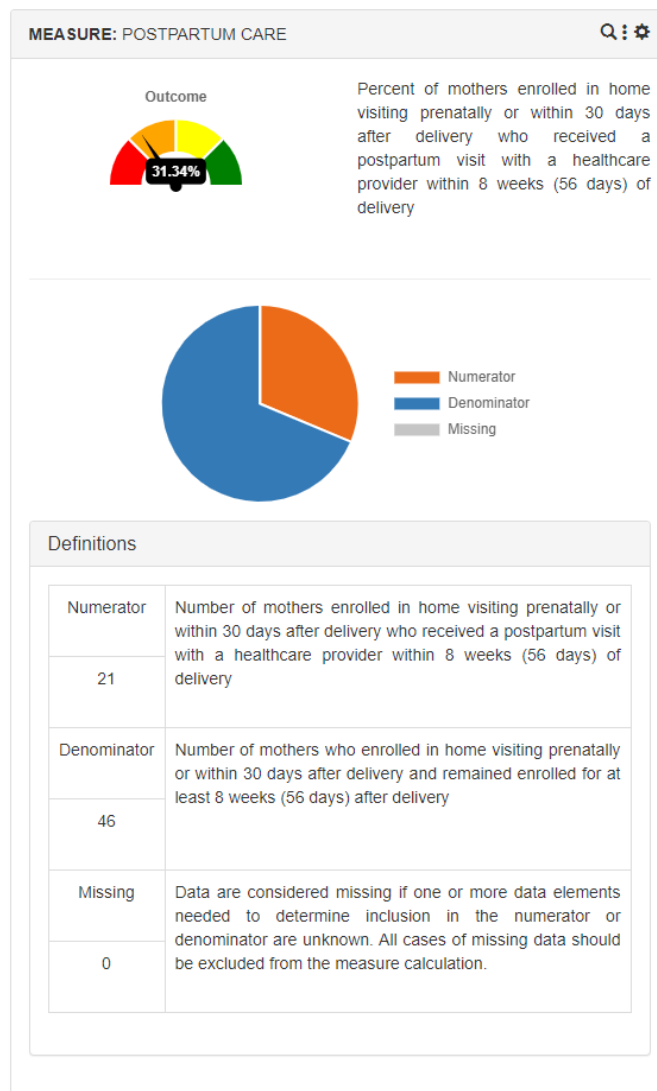 MEASURE: POSTPARTUM CARE
Outcome
31.34%
Percent of mothers enrolled in home
visiting prenatally or within 30 days
after delivery who received a
postpartum visit with a healthcare
provider within 8 weeks (56 days) of
delivery
Numerator
Denominator
Missing
Definitions
Numerator
21
Number of mothers enrolled in home visiting prenatally or
within 30 days after delivery who received a postpartum visit
with a healthcare provider within 8 weeks (56 days) of
delivery
Denominator
46
Number of mothers who enrolled in home visiting prenatally
or within 30 days after delivery and remained enrolled for at
least 8 weeks (56 days) after delivery
Missing
0
Data are considered missing if one or more data elements
needed to determine inclusion in the numerator or
denominator are unknown. All cases of missing data should
be excluded from the measure calculation.